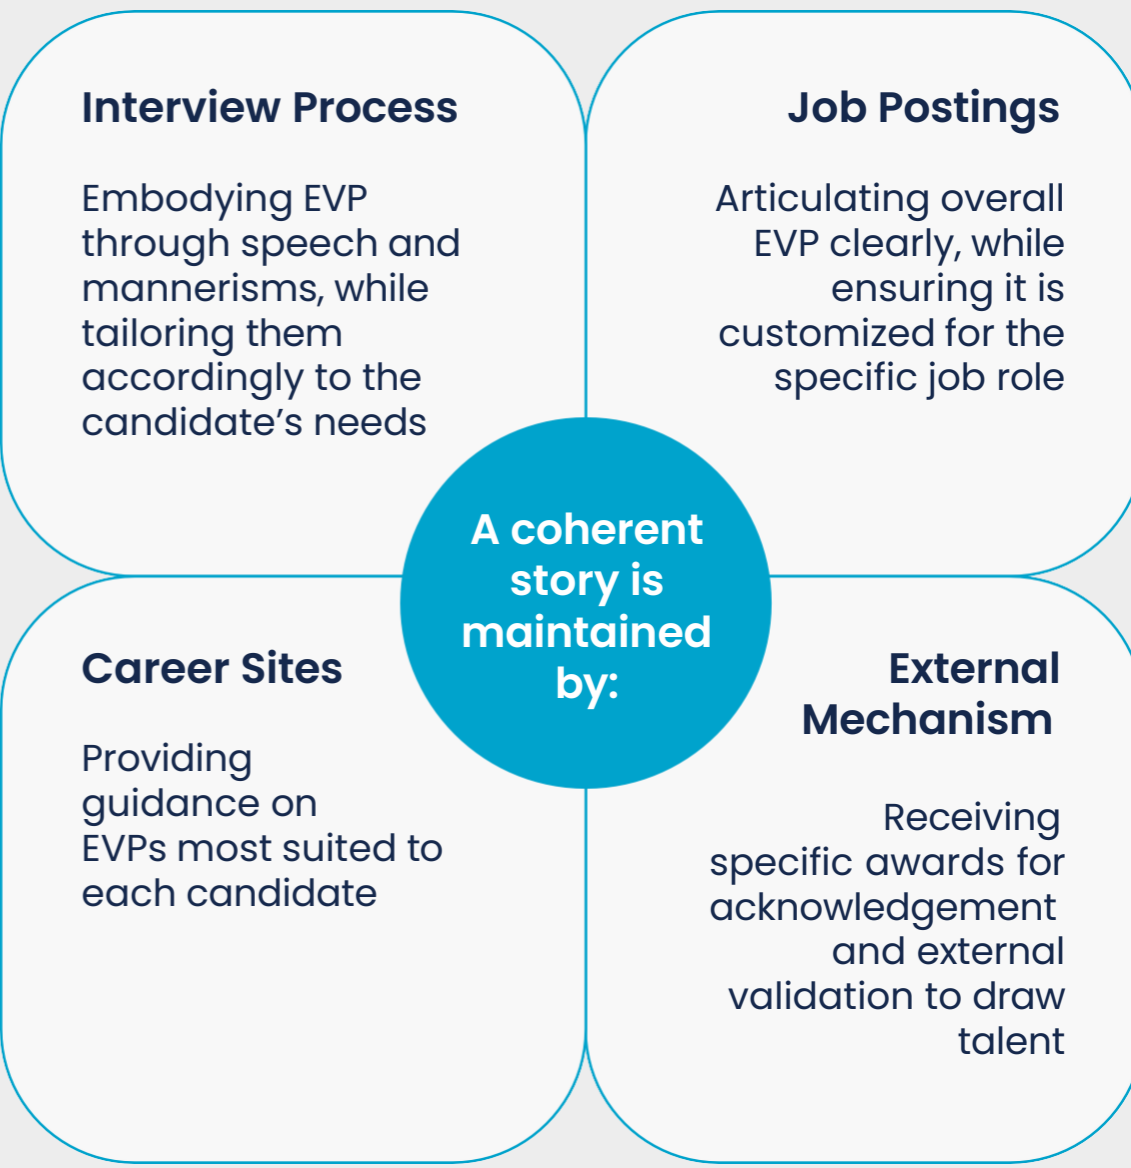 Interview Process
Embodying EVP
through speech and
mannerisms, while
tailoring them
accordingly to the
candidate’s needs
Job Postings
Articulating overall
EVP clearly, while
ensuring it is
customized for the
specific job role
A coherent
story is
maintained
by:
Career Sites
Providing
guidance on
EVPs most suited to
each candidate
External
Mechanism
Receiving
specific awards for
acknowledgement
and external
validation to draw
talent